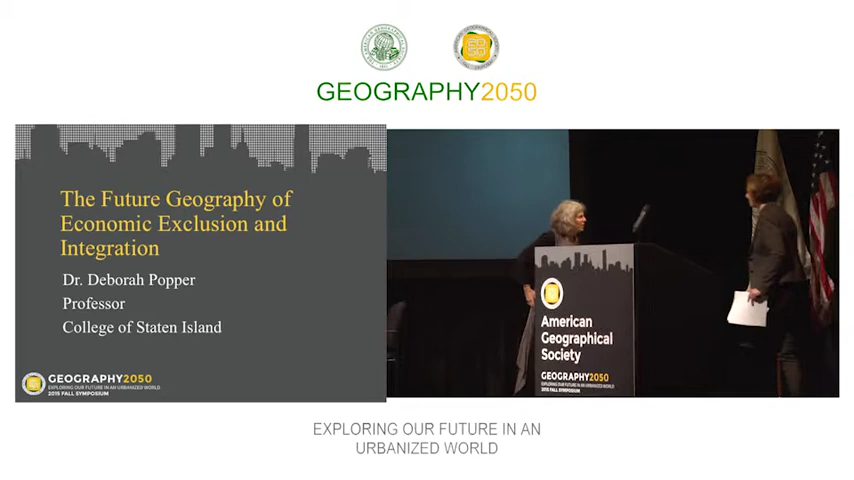 GEOGRAPHY2050
The Future Geography of
Economic Exclusion and
Integration
Dr. Deborah Popper
Professor
College of Staten Island
GEOGRAPHY2050
EXPLORING OUR FUTURE IN AN URBANIZED WORLD
2015 FALL SYMPOSIUM
American
Geographical
Society
GEOGRAPHY2050
EXPLORING OUR FUTURE IN AN URBANIZED WORLD
2015 FALL SYMPOSIUM
EXPLORING OUR FUTURE IN AN
URBANIZED WORLD